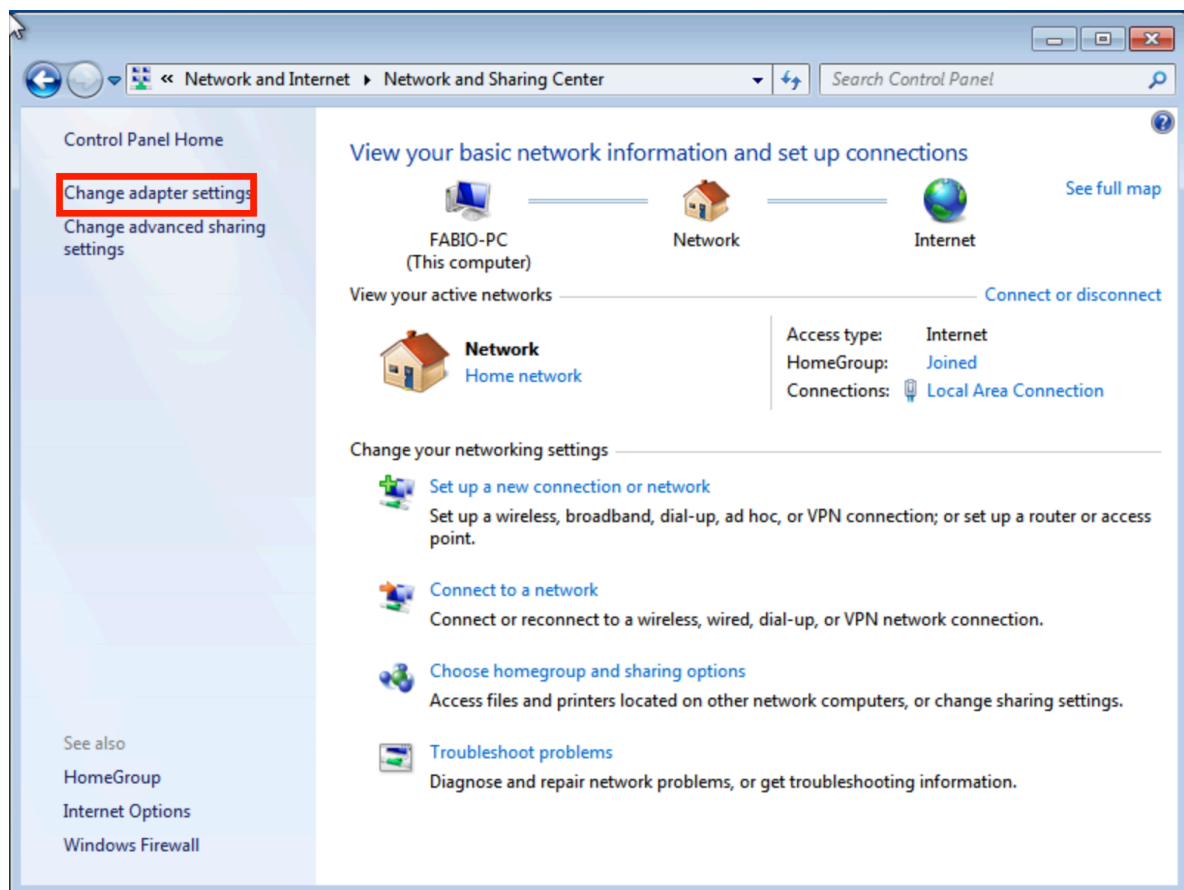 « Network and Internet ▸ Network and Sharing Center
Search Control Panel
Control Panel Home
Change adapter settings
Change advanced sharing
settings
See also
HomeGroup
Internet Options
Windows Firewall
View your basic network information and set up connections
See full map
FABIO-PC
(This computer)
Network
Internet
View your active networks
Connect or disconnect
Network
Home network
Access type: Internet
HomeGroup: Joined
Connections: Local Area Connection
Change your networking settings
Set up a new connection or network
Set up a wireless, broadband, dial-up, ad hoc, or VPN connection; or set up a router or access
point.
Connect to a network
Connect or reconnect to a wireless, wired, dial-up, or VPN network connection.
Choose homegroup and sharing options
Access files and printers located on other network computers, or change sharing settings.
Troubleshoot problems
Diagnose and repair network problems, or get troubleshooting information.